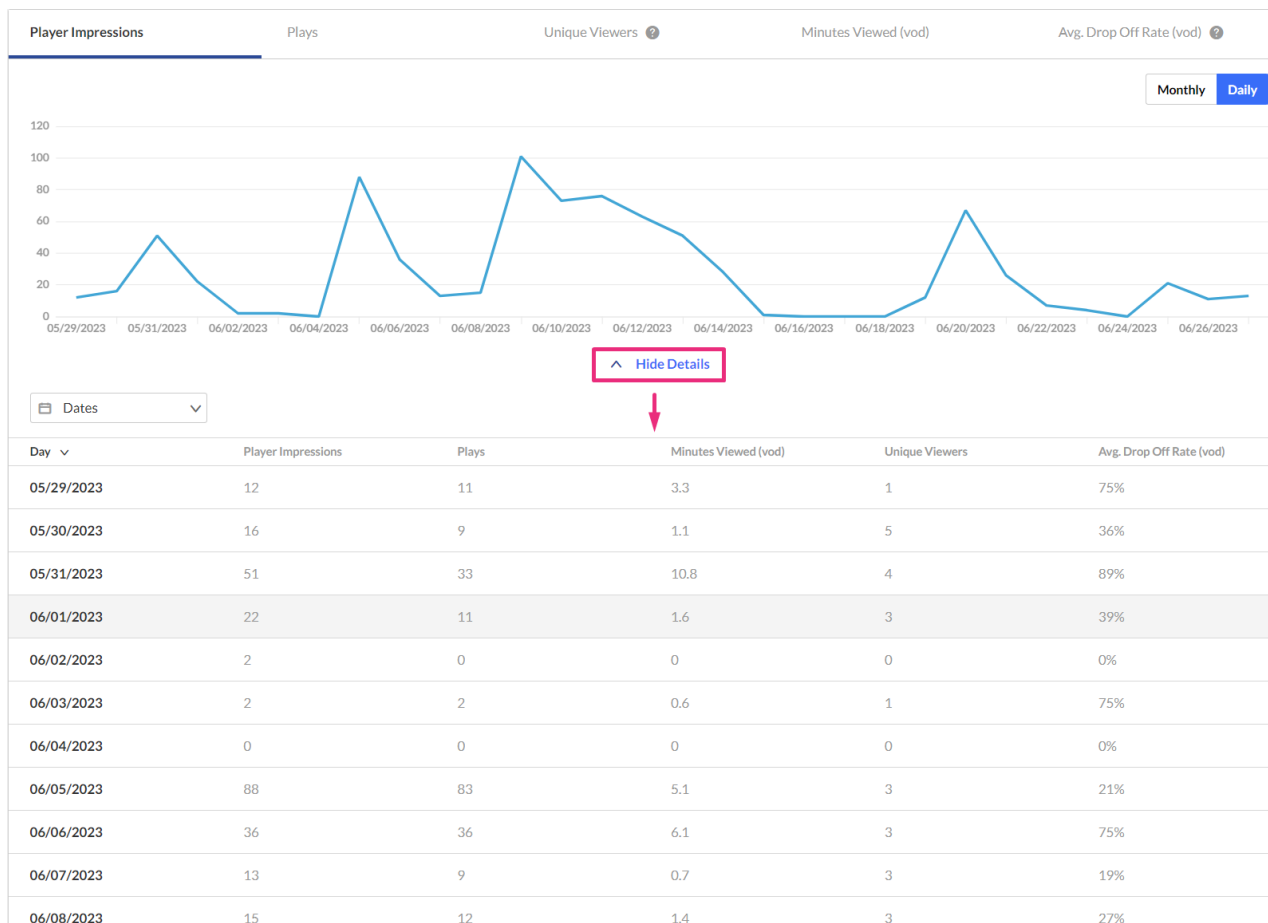 Player Impressions Plays Unique Viewers ? Minutes Viewed (vod) Avg. Drop Off Rate (vod) ?
Monthly Daily
120
100
80
60
40
20
0
05/29/2023 05/31/2023 06/02/2023 06/04/2023 06/06/2023 06/08/2023 06/10/2023 06/12/2023 06/14/2023 06/16/2023 06/18/2023 06/20/2023 06/22/2023 06/24/2023 06/26/2023
Hide Details
Dates
Day Player Impressions Plays Minutes Viewed (vod) Unique Viewers Avg. Drop Off Rate (vod)
05/29/2023 12 11 3.3 1 75%
05/30/2023 16 9 1.1 5 36%
05/31/2023 51 33 10.8 4 89%
06/01/2023 22 11 1.6 3 39%
06/02/2023 2 0 0 0 0%
06/03/2023 2 2 0.6 1 75%
06/04/2023 0 0 0 0 0%
06/05/2023 88 83 5.1 3 21%
06/06/2023 36 36 6.1 3 75%
06/07/2023 13 9 0.7 3 19%
06/08/2023 15 12 1.4 3 27%